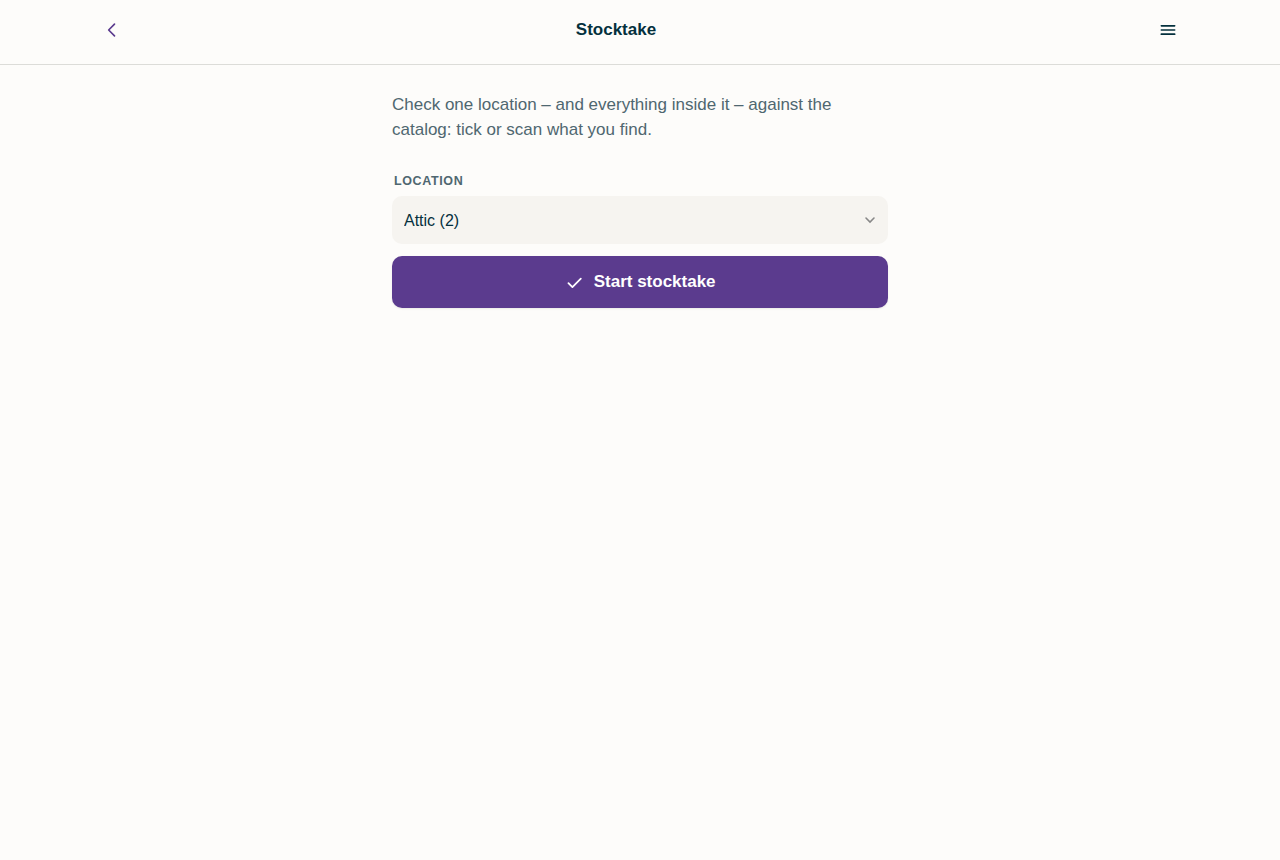 Stocktake
Check one location – and everything inside it – against the
catalog: tick or scan what you find.
LOCATION
Attic (2)
Start stocktake